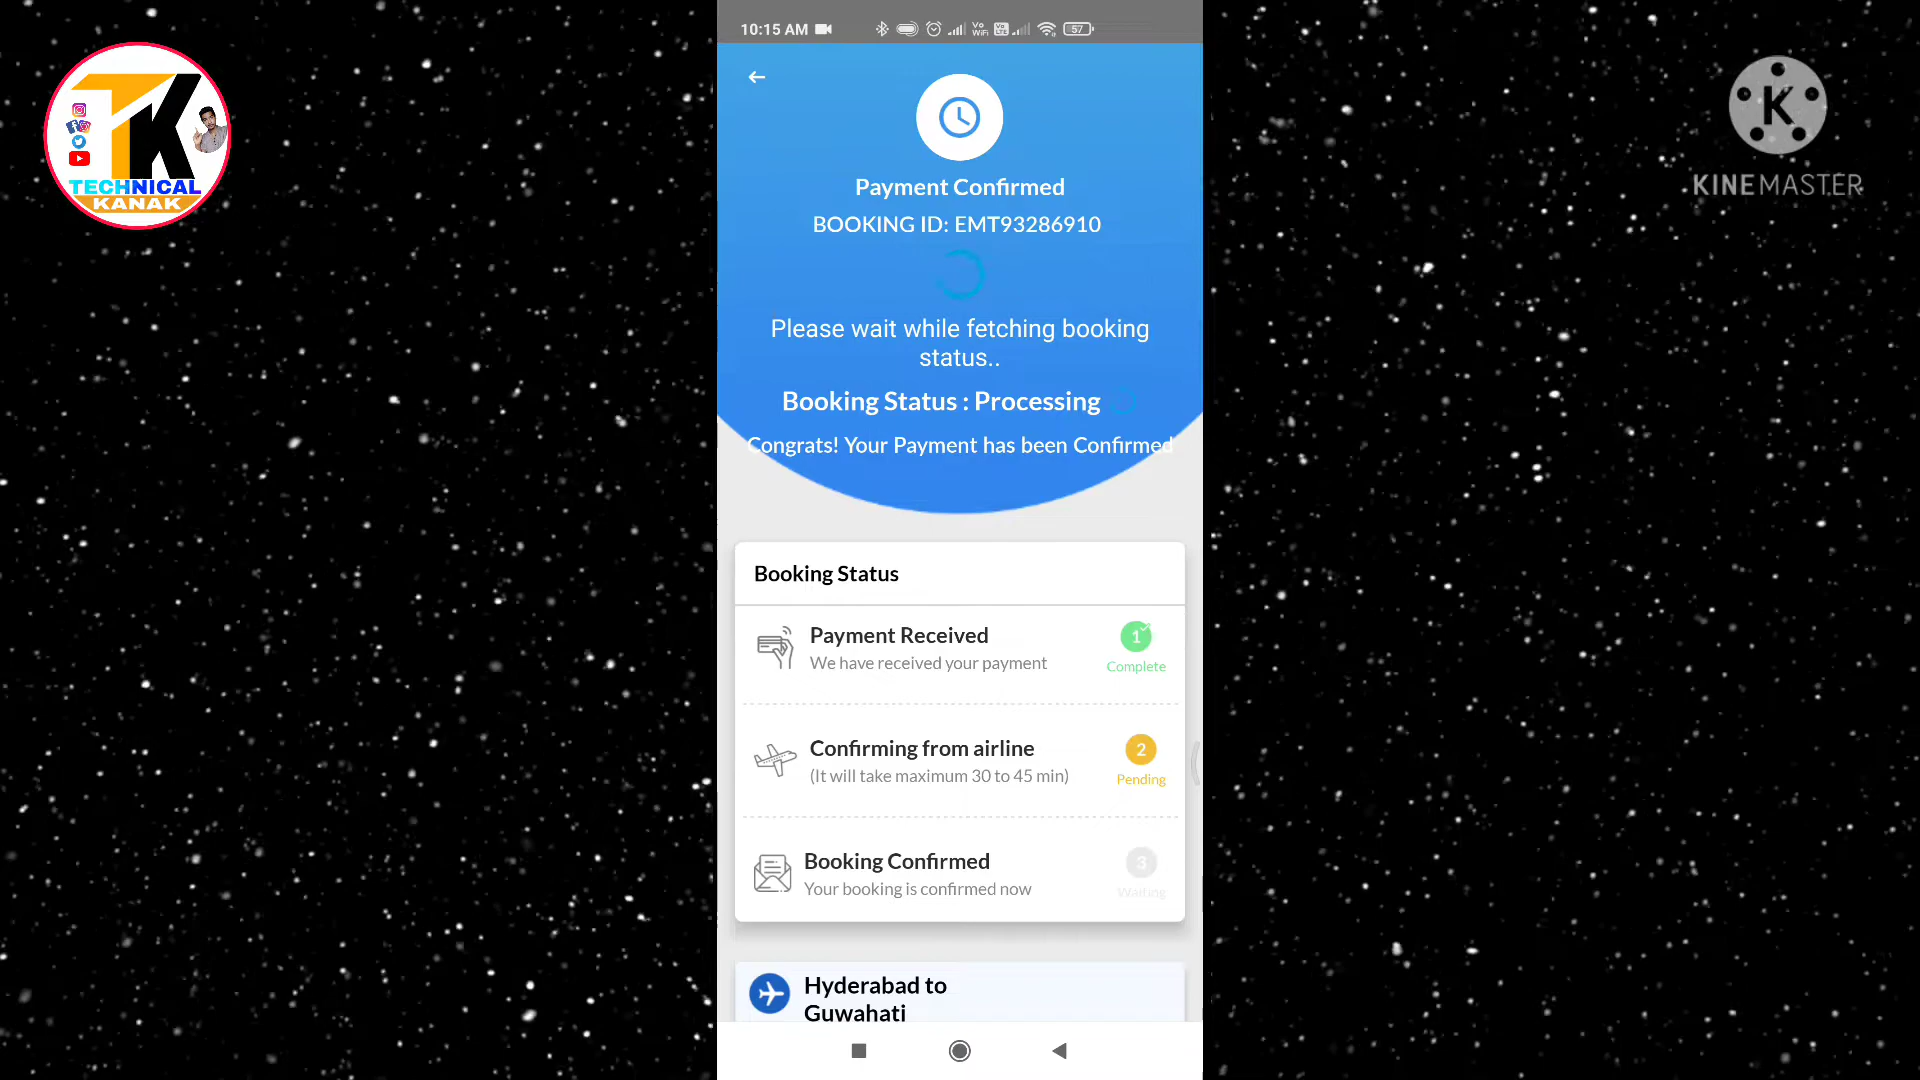 10:15 AM
Vo
WiFi
57
TECHNICAL
KANAK
K
KINEMASTER
Payment Confirmed
BOOKING ID: EMT93286910
Please wait while fetching booking
status..
Booking Status : Processing
Congrats! Your Payment has been Confirmed
Booking Status
Payment Received
We have received your payment
1
Complete
Confirming from airline
(It will take maximum 30 to 45 min)
2
Pending
Booking Confirmed
Your booking is confirmed now
3
Waiting
Hyderabad to
Guwahati